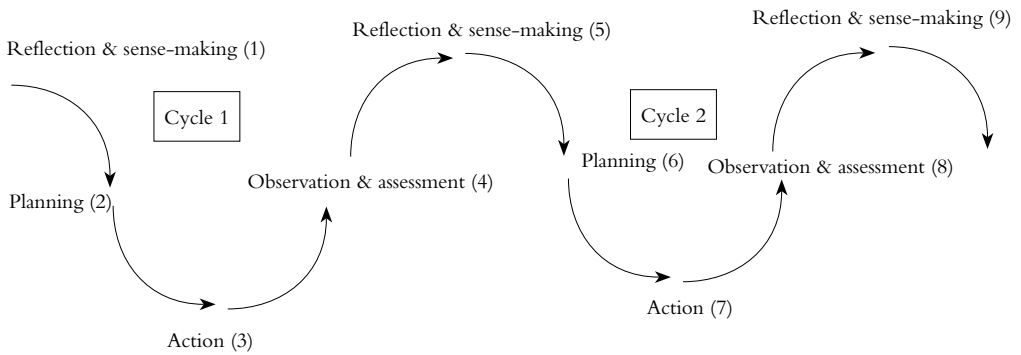 Reflection & sense-making (1)
Cycle 1
Planning (2)
Action (3)
Observation & assessment (4)
Reflection & sense-making (5)
Cycle 2
Planning (6)
Action (7)
Observation & assessment (8)
Reflection & sense-making (9)